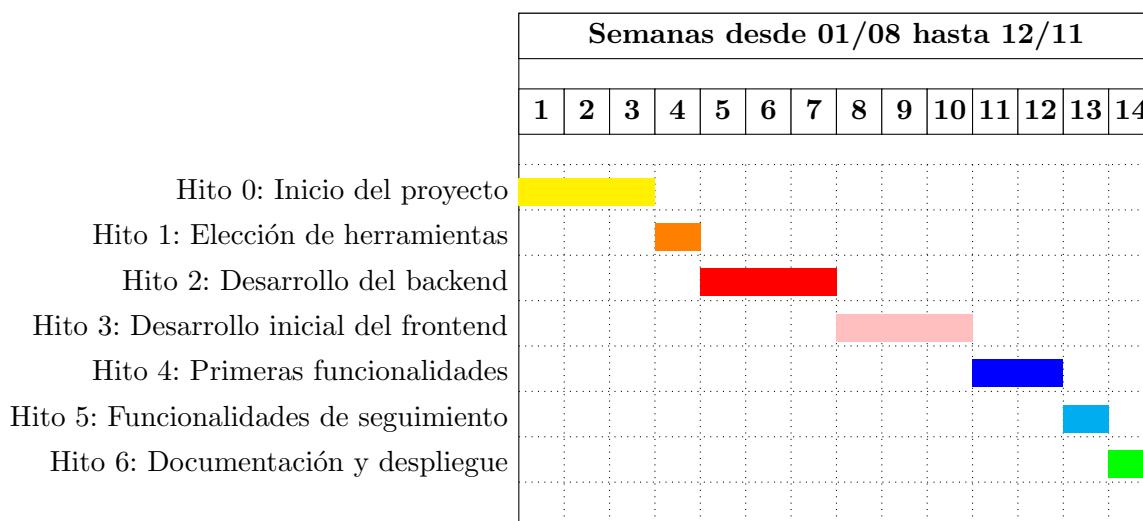 Semanas desde 01/08 hasta 12/11
1 2 3 4 5 6 7 8 9 10 11 12 13 14
Hito 0: Inicio del proyecto
Hito 1: Elección de herramientas
Hito 2: Desarrollo del backend
Hito 3: Desarrollo inicial del frontend
Hito 4: Primeras funcionalidades
Hito 5: Funcionalidades de seguimiento
Hito 6: Documentación y despliegue